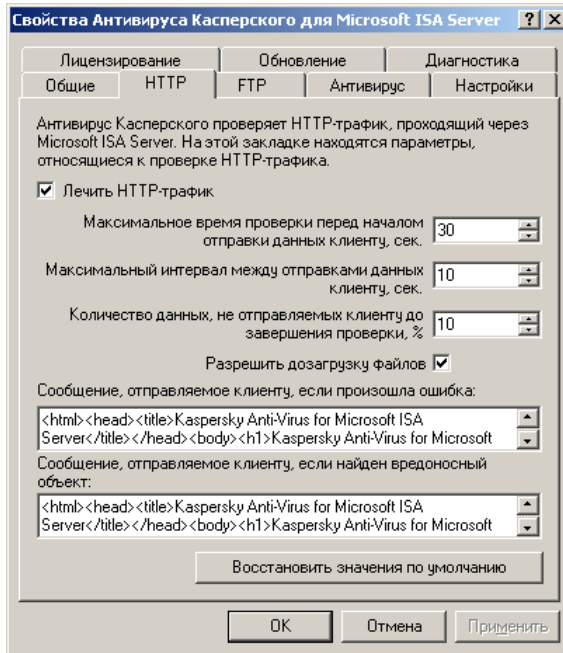 Свойства Антивируса Касперского для Microsoft ISA Server
Лицензирование Обновление Диагностика
Общие HTTP FTP Антивирус Настройки
Антивирус Касперского проверяет HTTP-трафик, проходящий через
Microsoft ISA Server. На этой закладке находятся параметры,
относящиеся к проверке HTTP-трафика.
Лечить HTTP-трафик
Максимальное время проверки перед началом
отправки данных клиенту, сек.
30
Максимальный интервал между отправками данных
клиенту, сек.
10
Количество данных, не отправляемых клиенту до
завершения проверки, %
10
Разрешить дозагрузку файлов
Сообщение, отправляемое клиенту, если произошла ошибка:
<html><head><title>Kaspersky Anti-Virus for Microsoft ISA
Server</title></head><body><h1>Kaspersky Anti-Virus for Microsoft
Сообщение, отправляемое клиенту, если найден вредоносный
объект:
<html><head><title>Kaspersky Anti-Virus for Microsoft ISA
Server</title></head><body><h1>Kaspersky Anti-Virus for Microsoft
Восстановить значения по умолчанию
OK Отмена Применить